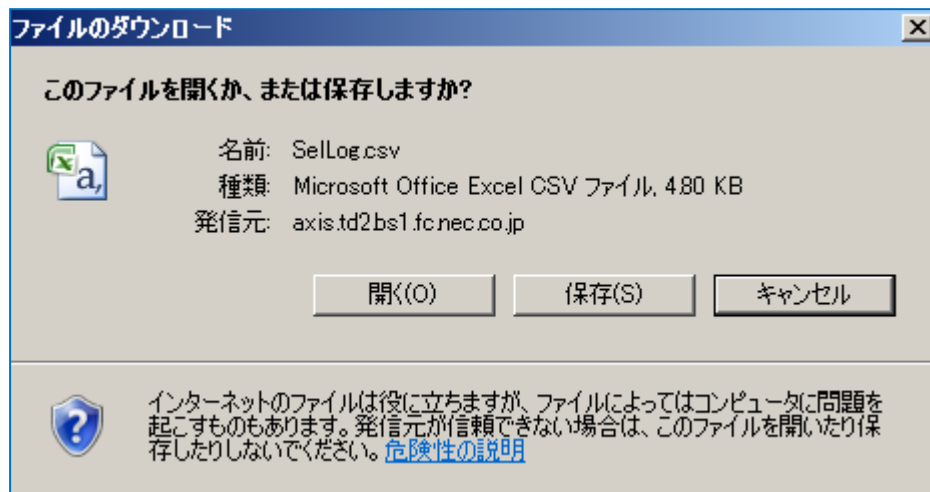 ファイルのダウンロード
このファイルを開くか、または保存しますか?
名前: SelLog.csv
種類: Microsoft Office Excel CSV ファイル, 4.80 KB
発信元: axis.td2.bs1.fc.nec.co.jp
開く(O) 保存(S) キャンセル
インターネットのファイルは役に立ちますが、ファイルによってはコンピュータに問題を
起こすものもあります。発信元が信頼できない場合は、このファイルを開いたり保
存したりしないでください。危険性の説明